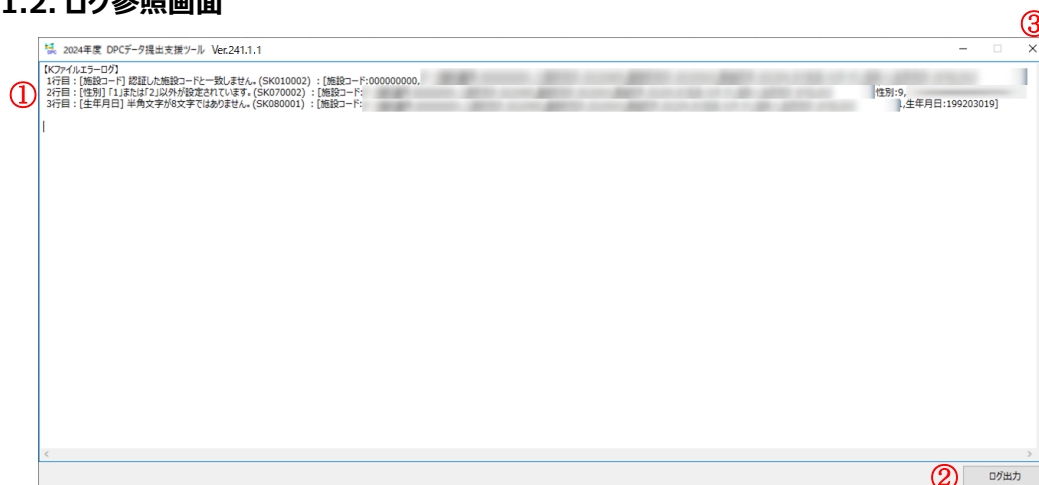 1.2. ログ参照画面
③
2024年度 DPCデータ提出支援ツール Ver.241.1.1
①
【Kファイルエラーログ】
1行目：[施設コード] 認証した施設コードと一致しません。(SK010002) ：[施設コード:000000000,
2行目：[性別] 「1」または「2」以外が設定されています。(SK070002) ：[施設コード: 性別:9,
3行目：[生年月日] 半角文字が8文字ではありません。(SK080001) ：[施設コード: ,生年月日:199203019]
②
ログ出力